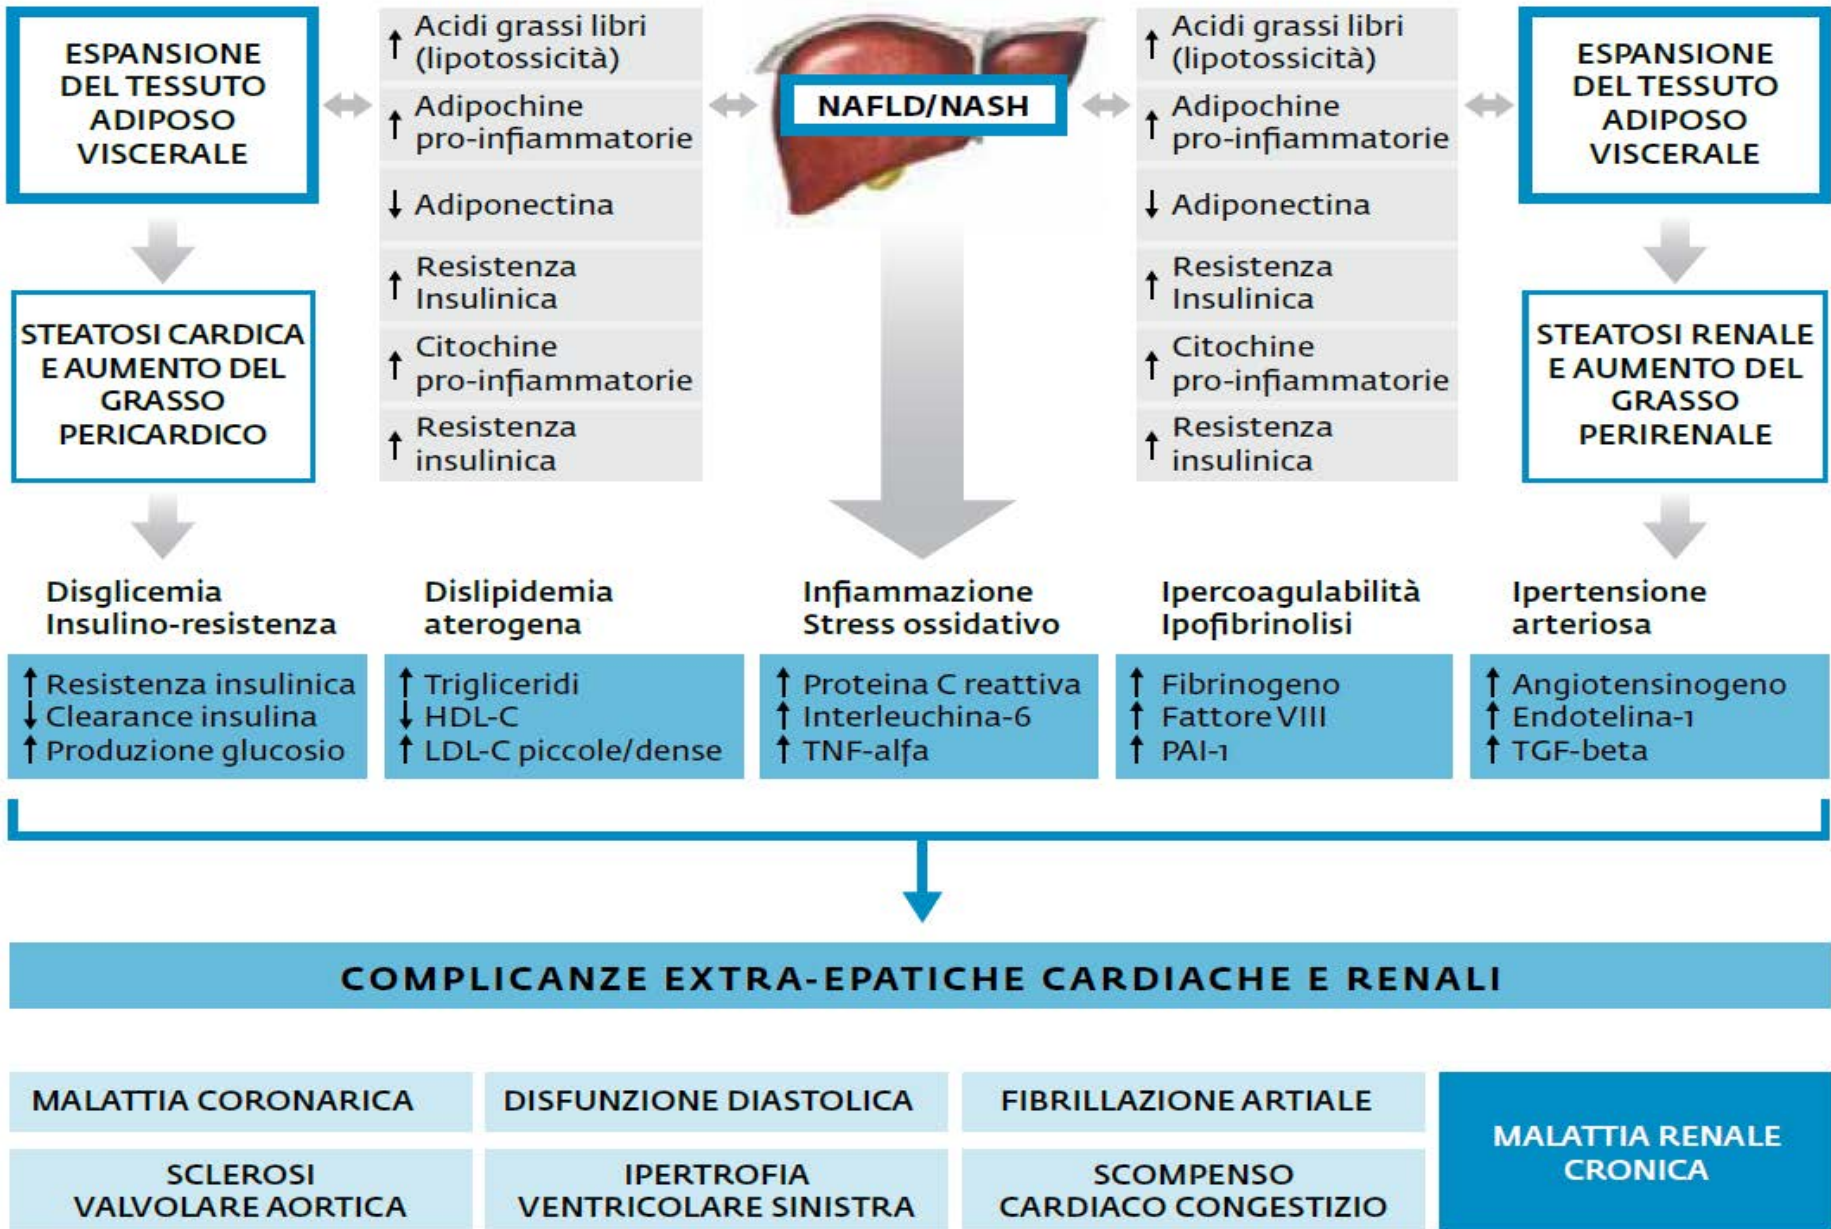 ESPANSIONE
DEL TESSUTO
ADIPOSO
VISCERALE
↑ Acidi grassi libri
(lipotossicità)
↑ Adipochine
pro-infiammatorie
↓ Adiponectina
↑ Resistenza
Insulinica
↑ Citochine
pro-infiammatorie
↑ Resistenza
insulinica
NAFLD/NASH
↑ Acidi grassi libri
(lipotossicità)
↑ Adipochine
pro-infiammatorie
↓ Adiponectina
↑ Resistenza
Insulinica
↑ Citochine
pro-infiammatorie
↑ Resistenza
insulinica
ESPANSIONE
DEL TESSUTO
ADIPOSO
VISCERALE
STEATOSI CARDICA
E AUMENTO DEL
GRASSO
PERICARDICO
STEATOSI RENALE
E AUMENTO DEL
GRASSO
PERIRENALE
Disglicemia
Insulino-resistenza
↑ Resistenza insulinica
↓ Clearance insulina
↑ Produzione glucosio
Dislipidemia
aterogena
↑ Trigliceridi
↓ HDL-C
↑ LDL-C piccole/dense
Infiammazione
Stress ossidativo
↑ Proteina C reattiva
↑ Interleuchina-6
↑ TNF-alfa
Ipercoagulabilità
Ipofibrinolisi
↑ Fibrinogeno
↑ Fattore VIII
↑ PAI-1
Ipertensione
arteriosa
↑ Angiotensinogeno
↑ Endotelina-1
↑ TGF-beta
COMPLICANZE EXTRA-EPATICHE CARDIACHE E RENALI
MALATTIA CORONARICA
DISFUNZIONE DIASTOLICA
FIBRILLAZIONE ARTIALE
SCLEROSI
VALVOLARE AORTICA
IPERTROFIA
VENTRICOLARE SINISTRA
SCOMPENSO
CARDIACO CONGESTIZIO
MALATTIA RENALE
CRONICA